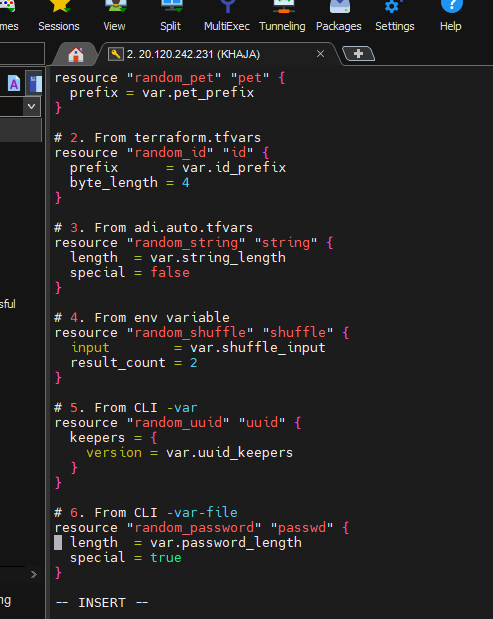 mes Sessions View Split MultiExec Tunneling Packages Settings Help
2. 20.120.242.231 (KHAJA)
resource "random_pet" "pet" {
  prefix = var.pet_prefix
}

# 2. From terraform.tfvars
resource "random_id" "id" {
  prefix      = var.id_prefix
  byte_length = 4
}

# 3. From adi.auto.tfvars
resource "random_string" "string" {
  length  = var.string_length
  special = false
}

# 4. From env variable
resource "random_shuffle" "shuffle" {
  input        = var.shuffle_input
  result_count = 2
}

# 5. From CLI -var
resource "random_uuid" "uuid" {
  keepers = {
    version = var.uuid_keepers
  }
}

# 6. From CLI -var-file
resource "random_password" "passwd" {
  length  = var.password_length
  special = true
}

-- INSERT --
A
sful
ng